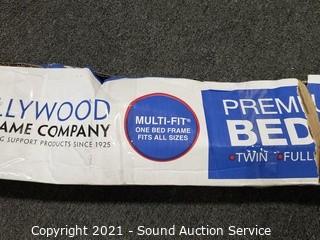 LLYWOOD
AME COMPANY
G SUPPORT PRODUCTS SINCE 1925
MULTI-FIT®
ONE BED FRAME
FITS ALL SIZES
PREMI
BED
•TWIN •FULL
Copyright 2021 - Sound Auction Service